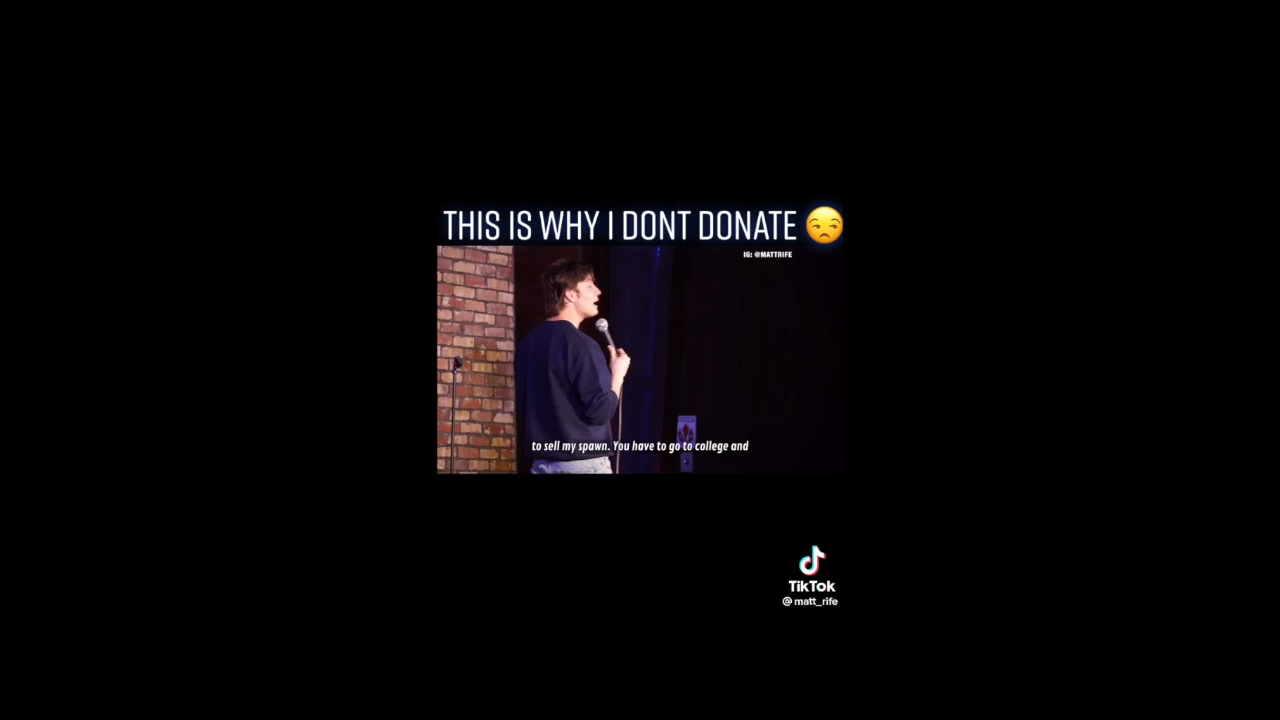 THIS IS WHY I DONT DONATE 😒
IG: @MATTRIFE
to sell my spawn. You have to go to college and
TikTok
@matt_rife